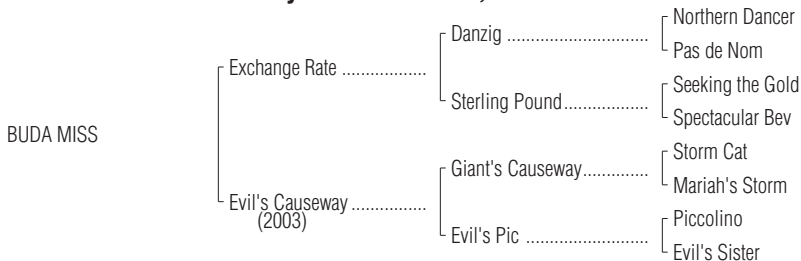 Northern Dancer
Danzig ............................
Pas de Nom
Exchange Rate ..................
Seeking the Gold
Sterling Pound.................
Spectacular Bev
BUDA MISS
Storm Cat
Giant's Causeway.............
Mariah's Storm
Evil's Causeway ................
(2003)
Piccolino
Evil's Pic ........................
Evil's Sister